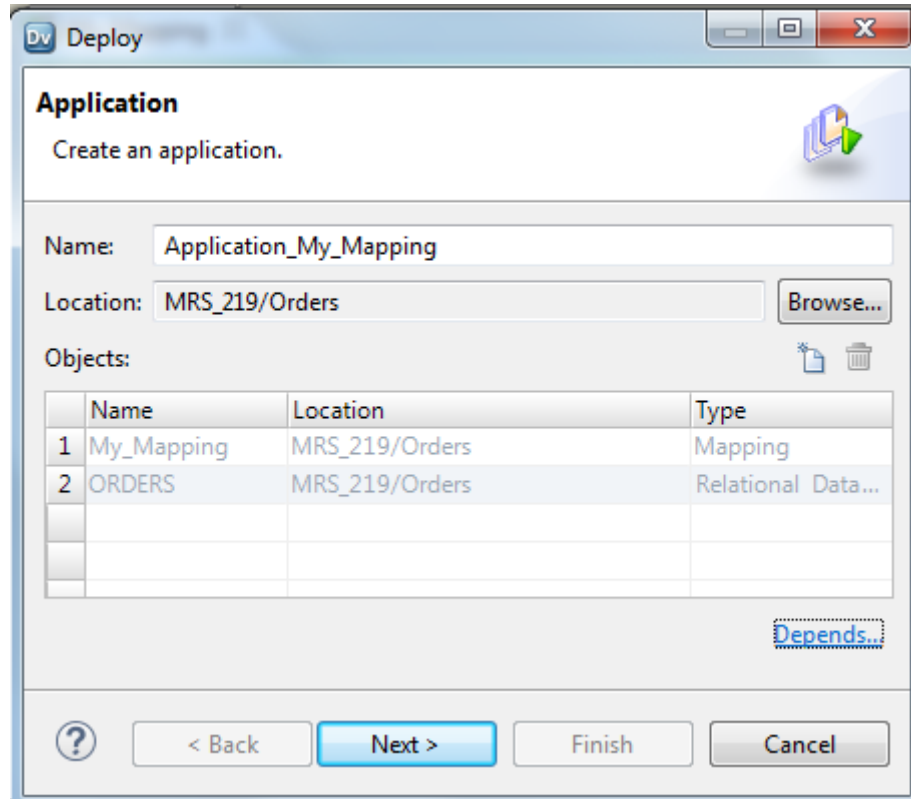 Dv Deploy
Application
Create an application.
Name: Application_My_Mapping
Location: MRS_219/Orders Browse...
Objects:
Name Location Type
1 My_Mapping MRS_219/Orders Mapping
2 ORDERS MRS_219/Orders Relational Data...
Depends...
? < Back Next > Finish Cancel